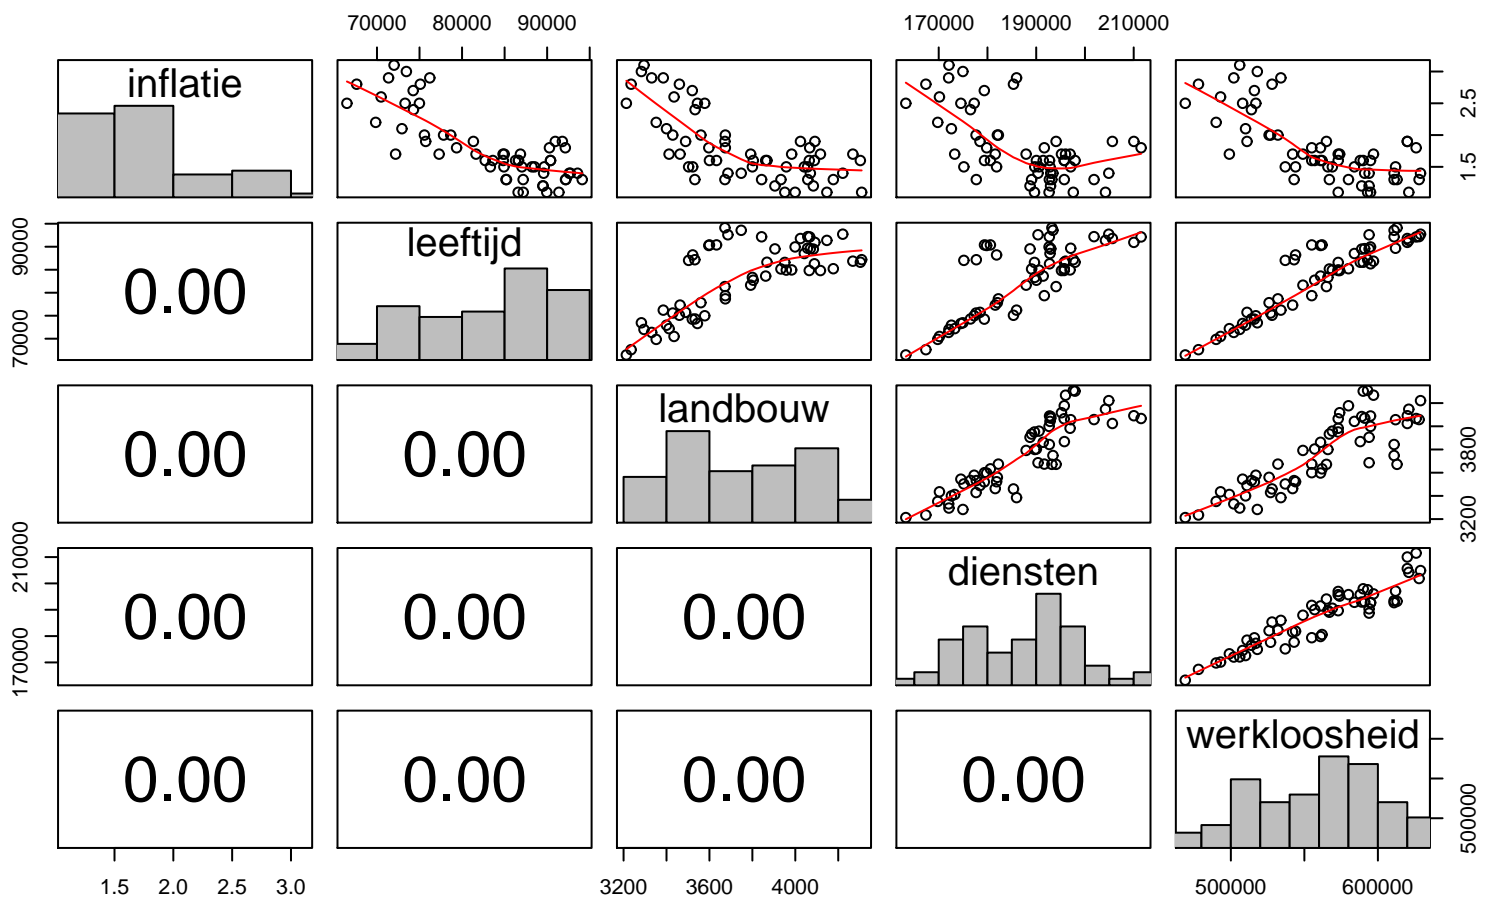 70000 80000 90000 170000 190000 210000
inflatie
1.5 2.5
70000 90000
0.00 leeftijd
0.00 0.00 landbouw
3200 3800
170000 210000
0.00 0.00 0.00 diensten
0.00 0.00 0.00 0.00 werkloosheid
500000
1.5 2.0 2.5 3.0 3200 3600 4000 500000 600000